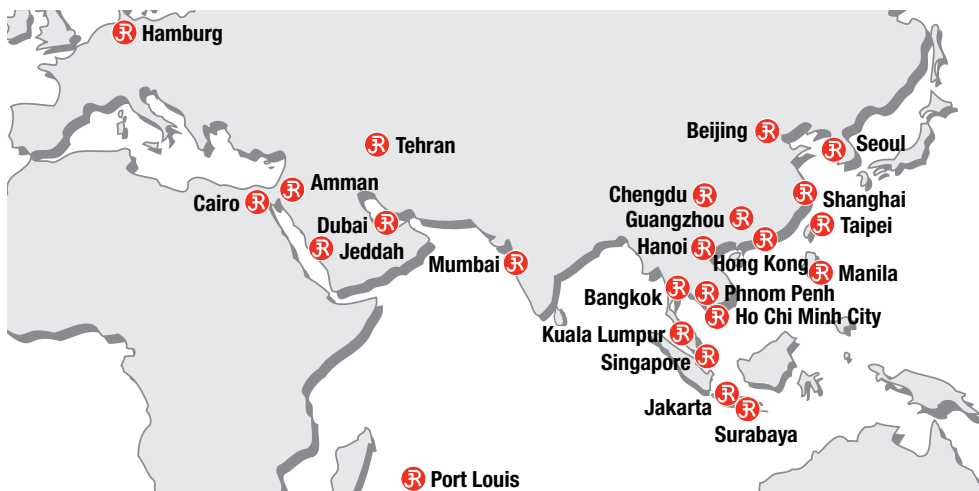 Hamburg
Beijing
Tehran
Seoul
Amman
Chengdu
Shanghai
Cairo
Guangzhou
Dubai
Taipei
Hanoi
Jeddah
Hong Kong
Mumbai
Manila
Bangkok
Phnom Penh
Ho Chi Minh City
Kuala Lumpur
Singapore
Jakarta
Surabaya
Port Louis